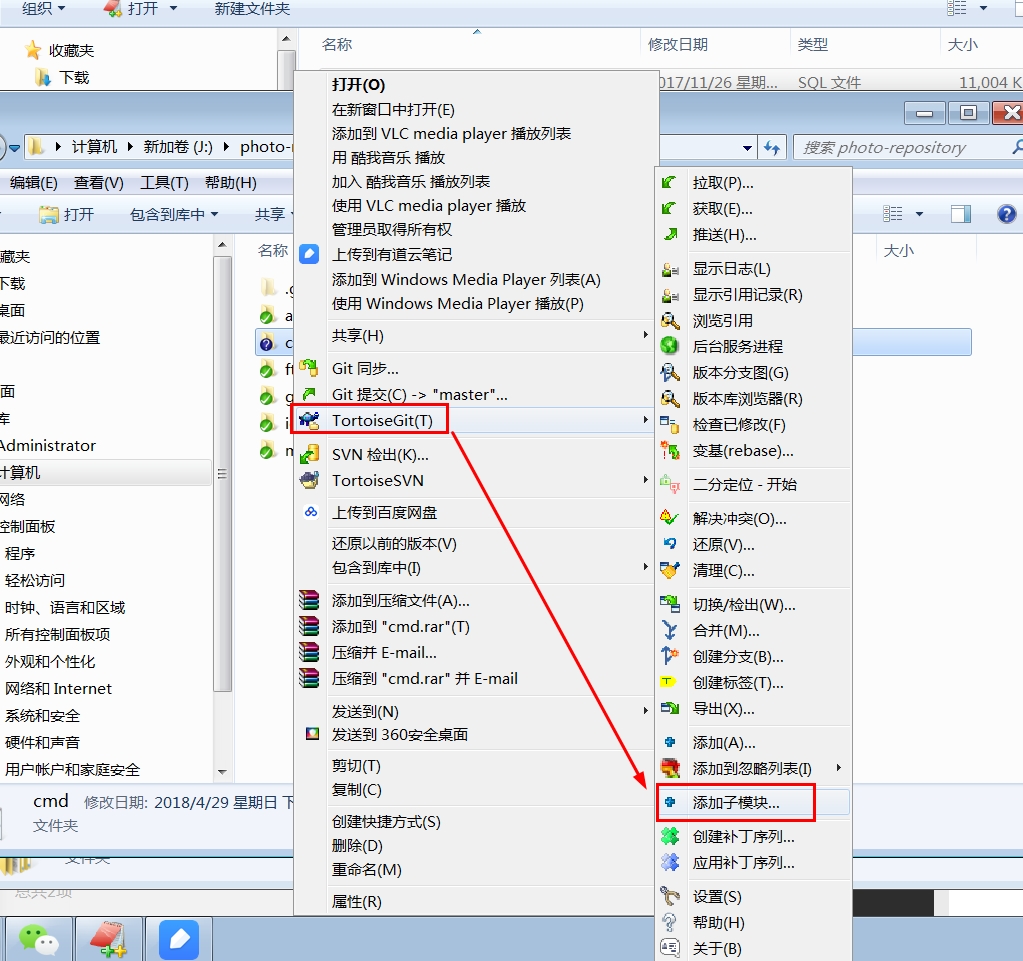 组织 打开 新建文件夹
收藏夹
下载
名称 修改日期 类型 大小
017/11/26 星期... SQL 文件 11,004 K
计算机 新加卷 (J:) photo-
搜索 photo-repository
编辑(E) 查看(V) 工具(T) 帮助(H)
打开 包含到库中 共享
名称 大小
藏夹
下载
桌面
最近访问的位置
面
库
Administrator
计算机
网络
控制面板
程序
轻松访问
时钟、语言和区域
所有控制面板项
外观和个性化
网络和 Internet
系统和安全
硬件和声音
用户帐户和家庭安全
.g
a
c
ft
g
i
m
cmd 修改日期: 2018/4/29 星期日 下
文件夹
文件夹
总共2项
打开(O)
在新窗口中打开(E)
添加到 VLC media player 播放列表
用 酷我音乐 播放
加入 酷我音乐 播放列表
使用 VLC media player 播放
管理员取得所有权
上传到有道云笔记
添加到 Windows Media Player 列表(A)
使用 Windows Media Player 播放(P)
共享(H)
Git 同步...
Git 提交(C) -> "master"...
TortoiseGit(T)
SVN 检出(K)...
TortoiseSVN
上传到百度网盘
还原以前的版本(V)
包含到库中(I)
添加到压缩文件(A)...
添加到 "cmd.rar"(T)
压缩并 E-mail...
压缩到 "cmd.rar" 并 E-mail
发送到(N)
发送到 360安全桌面
剪切(T)
复制(C)
创建快捷方式(S)
删除(D)
重命名(M)
属性(R)
拉取(P)...
获取(E)...
推送(H)...
显示日志(L)
显示引用记录(R)
浏览引用
后台服务进程
版本分支图(G)
版本库浏览器(R)
检查已修改(F)
变基(rebase)...
二分定位 - 开始
解决冲突(O)...
还原(V)...
清理(C)...
切换/检出(W)...
合并(M)...
创建分支(B)...
创建标签(T)...
导出(X)...
添加(A)...
添加到忽略列表(I)
添加子模块...
创建补丁序列...
应用补丁序列...
设置(S)
帮助(H)
关于(B)